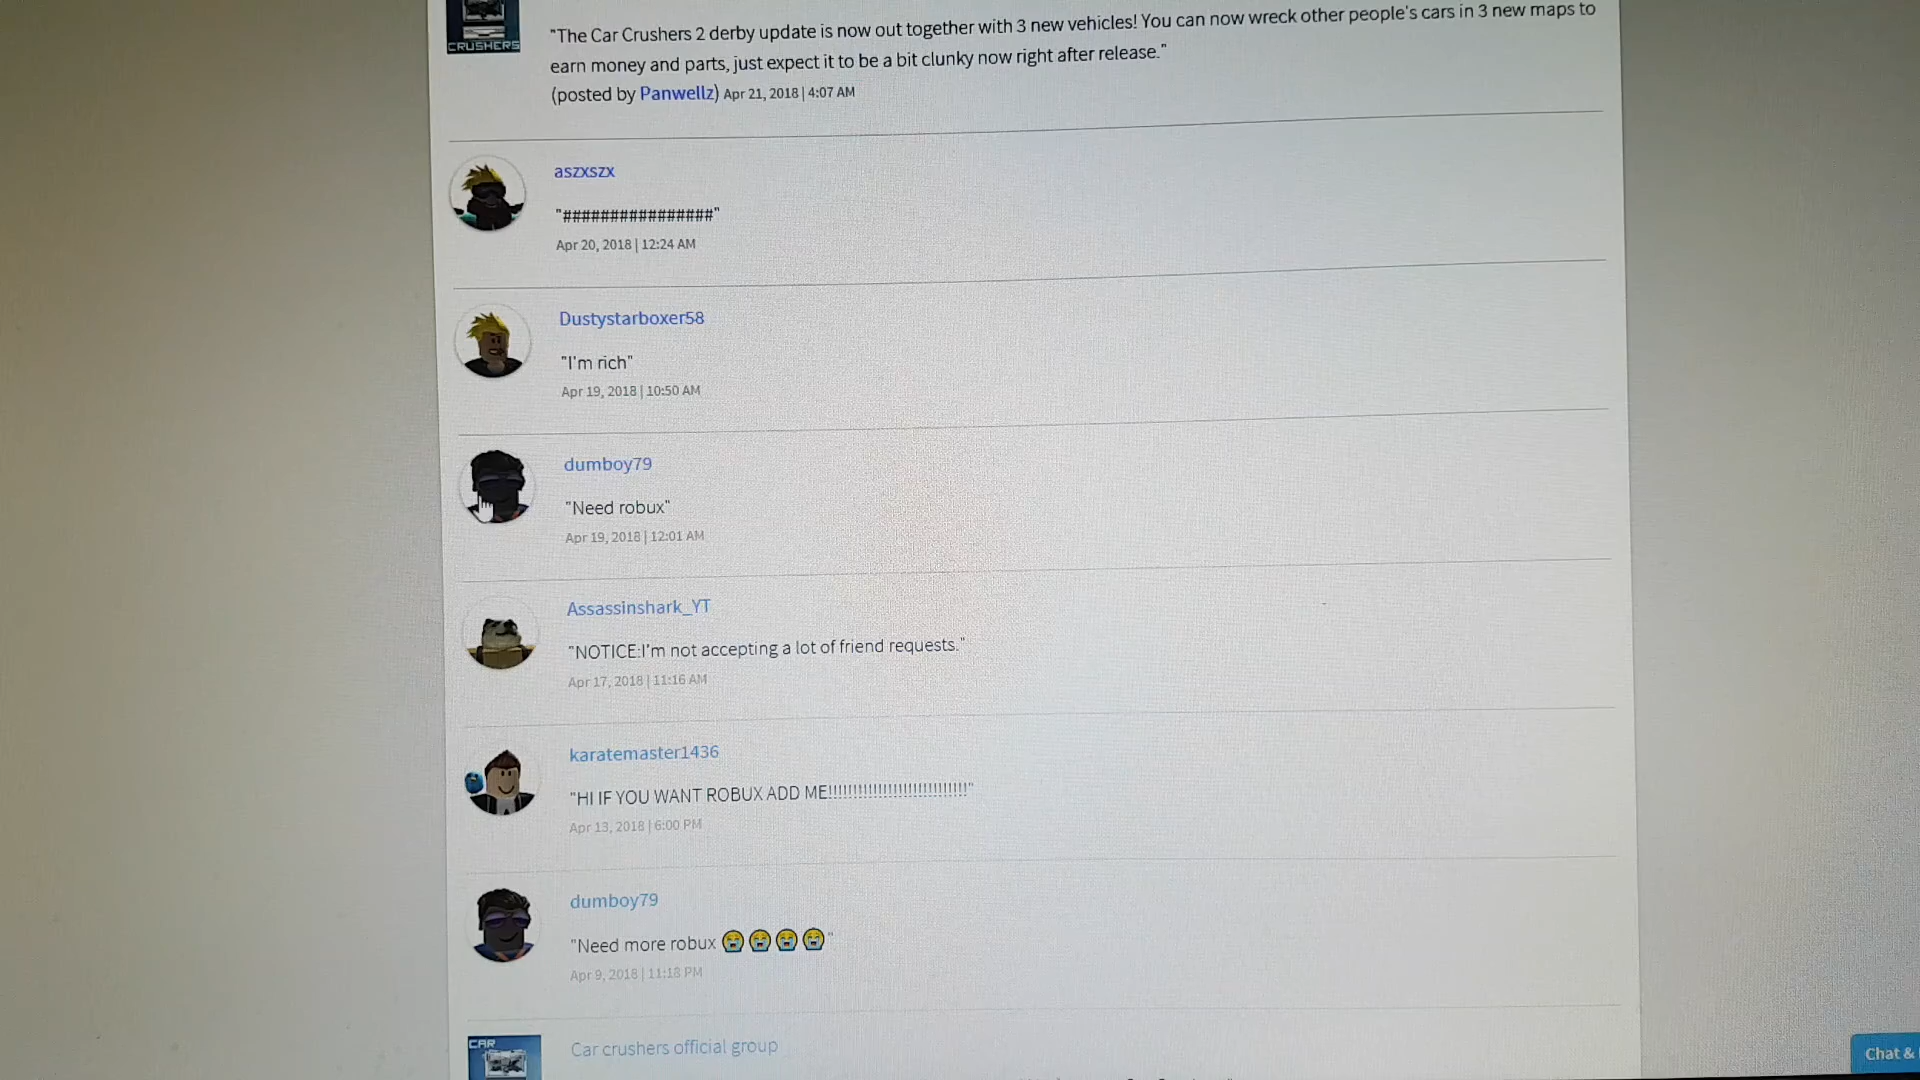 CRUSHERS
"The Car Crushers 2 derby update is now out together with 3 new vehicles! You can now wreck other people's cars in 3 new maps to
earn money and parts, just expect it to be a bit clunky now right after release."
(posted by Panwellz) Apr 21, 2018 | 4:07 AM
aszxszx
"################"
Apr 20, 2018 | 12:24 AM
Dustystarboxer58
"I'm rich"
Apr 19, 2018 | 10:50 AM
dumboy79
"Need robux"
Apr 19, 2018 | 12:01 AM
Assassinshark_YT
"NOTICE:I'm not accepting a lot of friend requests."
Apr 17, 2018 | 11:16 AM
karatemaster1436
"HI IF YOU WANT ROBUX ADD ME!!!!!!!!!!!!!!!!!!!!!!!!!!!!"
Apr 13, 2018 | 6:00 PM
dumboy79
"Need more robux 😭😭😭😭"
Apr 9, 2018 | 11:18 PM
CAR
Car crushers official group
Chat &